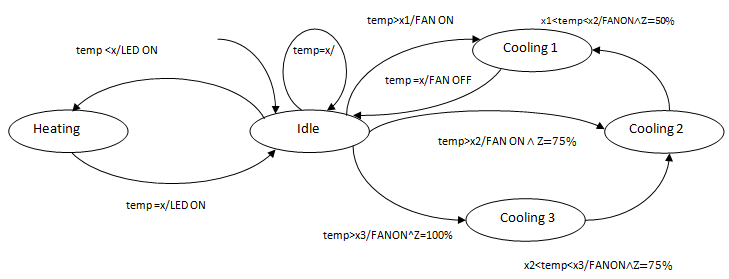 temp>x1/FAN ON
x1<temp<x2/FANON∧Z=50%
temp <x/LED ON
temp=x/
Cooling 1
temp =x/FAN OFF
Heating
Idle
Cooling 2
temp>x2/FAN ON ∧ Z=75%
temp =x/LED ON
Cooling 3
temp>x3/FANON^Z=100%
x2<temp<x3/FANON∧Z=75%